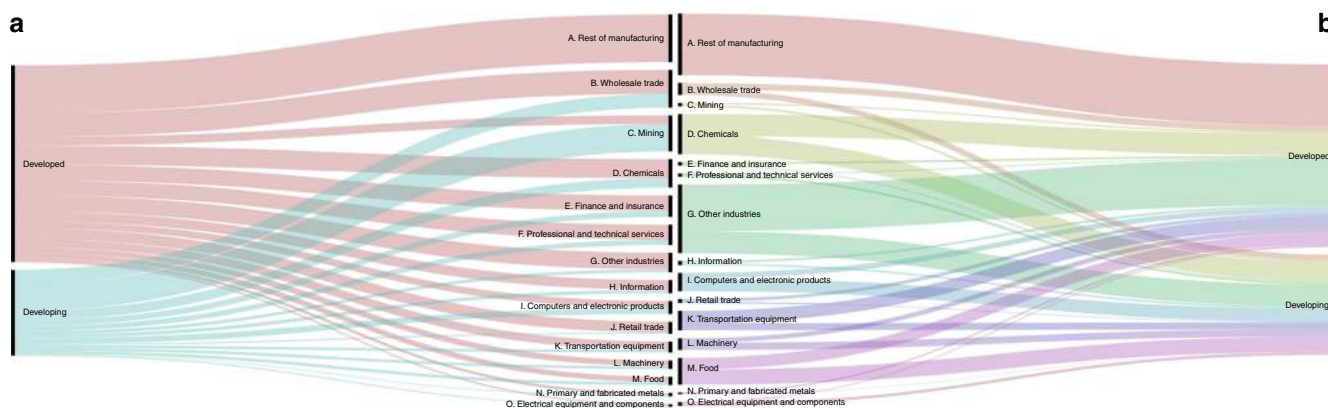 a
b
Developed
Developing
A. Rest of manufacturing
B. Wholesale trade
C. Mining
D. Chemicals
E. Finance and insurance
F. Professional and technical services
G. Other industries
H. Information
I. Computers and electronic products
J. Retail trade
K. Transportation equipment
L. Machinery
M. Food
N. Primary and fabricated metals
O. Electrical equipment and components
A. Rest of manufacturing
B. Wholesale trade
C. Mining
D. Chemicals
E. Finance and insurance
F. Professional and technical services
G. Other industries
H. Information
I. Computers and electronic products
J. Retail trade
K. Transportation equipment
L. Machinery
M. Food
N. Primary and fabricated metals
O. Electrical equipment and components
Developed
Developing